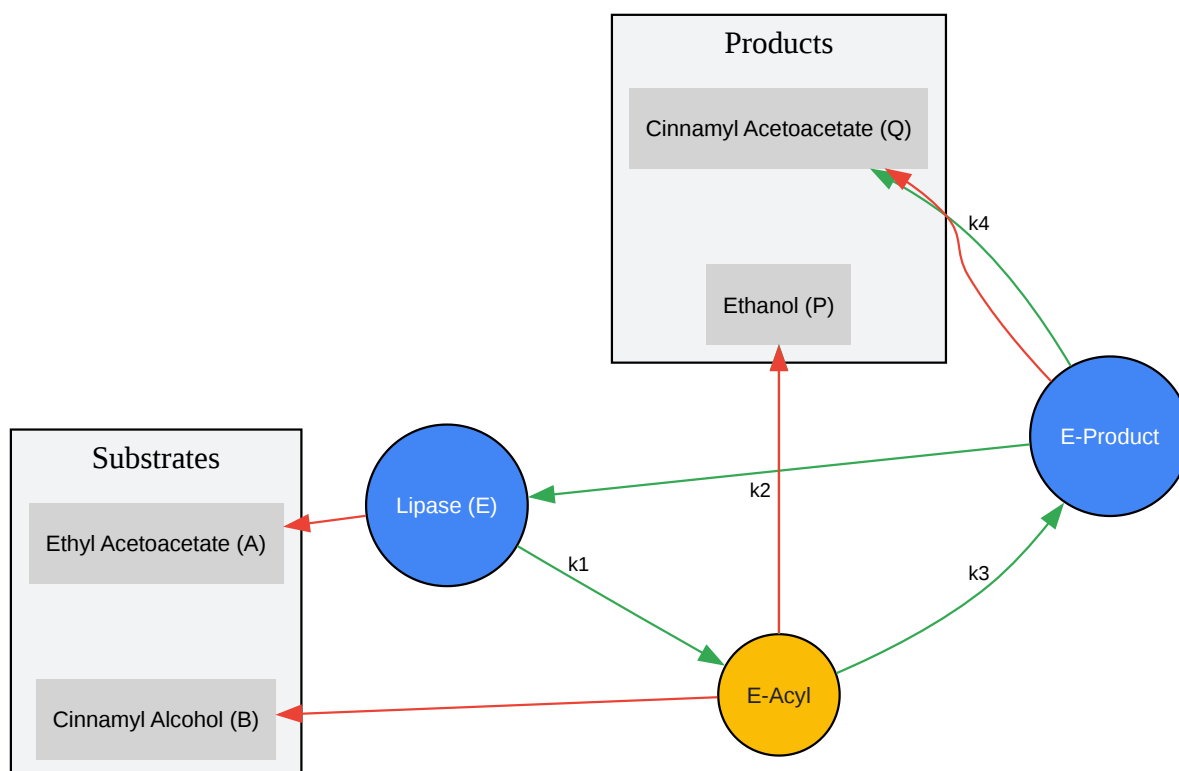 Products
Cinnamyl Acetoacetate (Q)
k4
Ethanol (P)
E-Product
Substrates
Lipase (E)
k2
Ethyl Acetoacetate (A)
k1
k3
E-Acyl
Cinnamyl Alcohol (B)